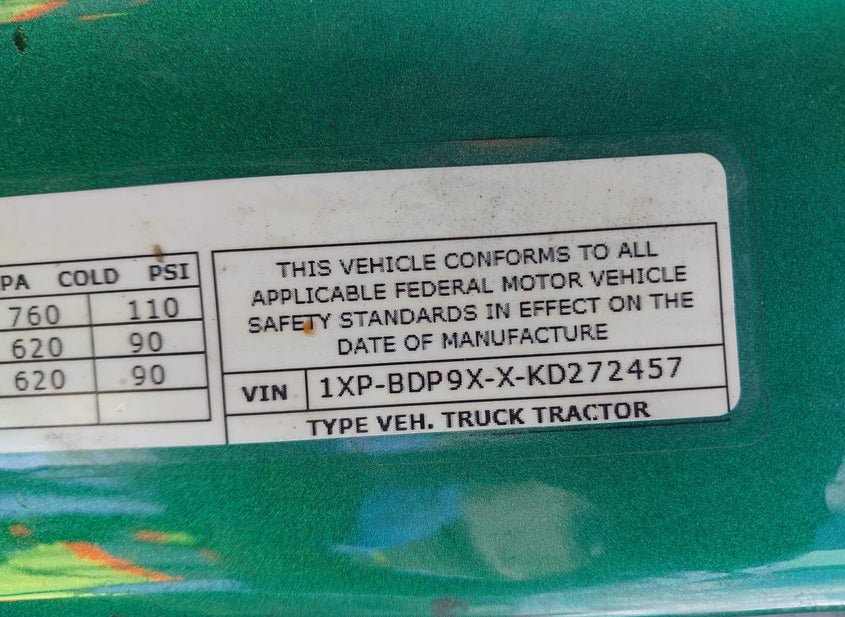 PA COLD PSI
760 110
620 90
620 90
THIS VEHICLE CONFORMS TO ALL
APPLICABLE FEDERAL MOTOR VEHICLE
SAFETY STANDARDS IN EFFECT ON THE
DATE OF MANUFACTURE
VIN 1XP-BDP9X-X-KD272457
TYPE VEH. TRUCK TRACTOR